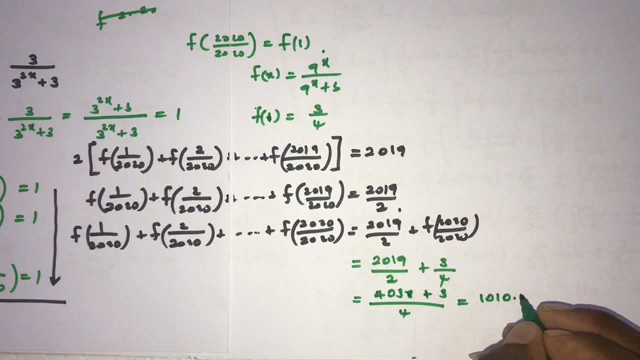 f(2020/2020) = f(1)
3/(3^2x + 3)
f(x) = 9^x/(9^x + 3)
3/(3^2x + 3) = (3^2x + 3)/(3^2x + 3) = 1
f(1) = 3/4
2[f(1/2020) + f(2/2020) + ... + f(2019/2020)] = 2019
) = 1
f(1/2020) + f(2/2020) + ... + f(2019/2020) = 2019/2
) = 1
f(1/2020) + f(2/2020) + ... + f(2020/2020) = 2019/2 + f(2020/2020)
) = 1
= 2019/2 + 3/4
= (4038 + 3)/4 = 1010.